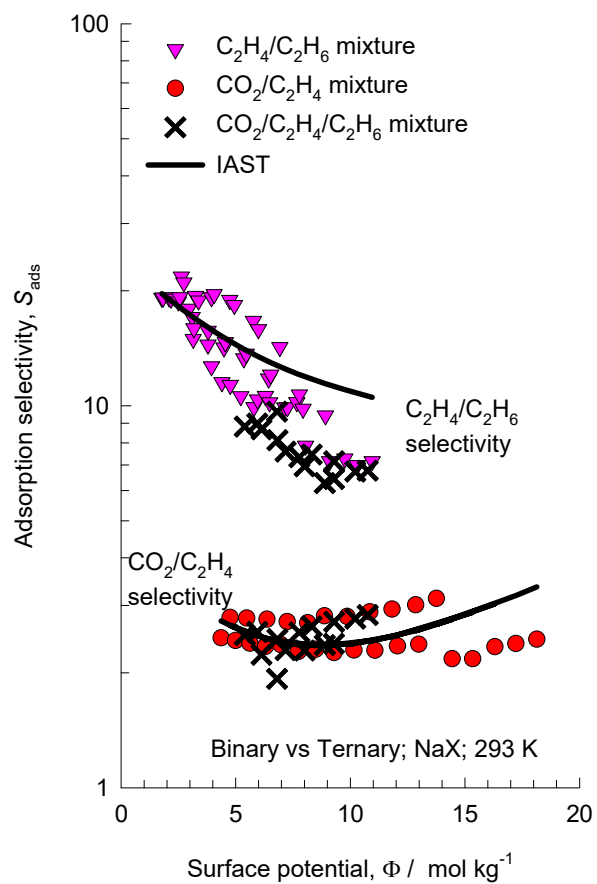 100
C₂H₄/C₂H₆ mixture
CO₂/C₂H₄ mixture
CO₂/C₂H₄/C₂H₆ mixture
IAST
Adsorption selectivity, S_ads
10
C₂H₄/C₂H₆
selectivity
CO₂/C₂H₄
selectivity
Binary vs Ternary; NaX; 293 K
1
0 5 10 15 20
Surface potential, Φ / mol kg⁻¹